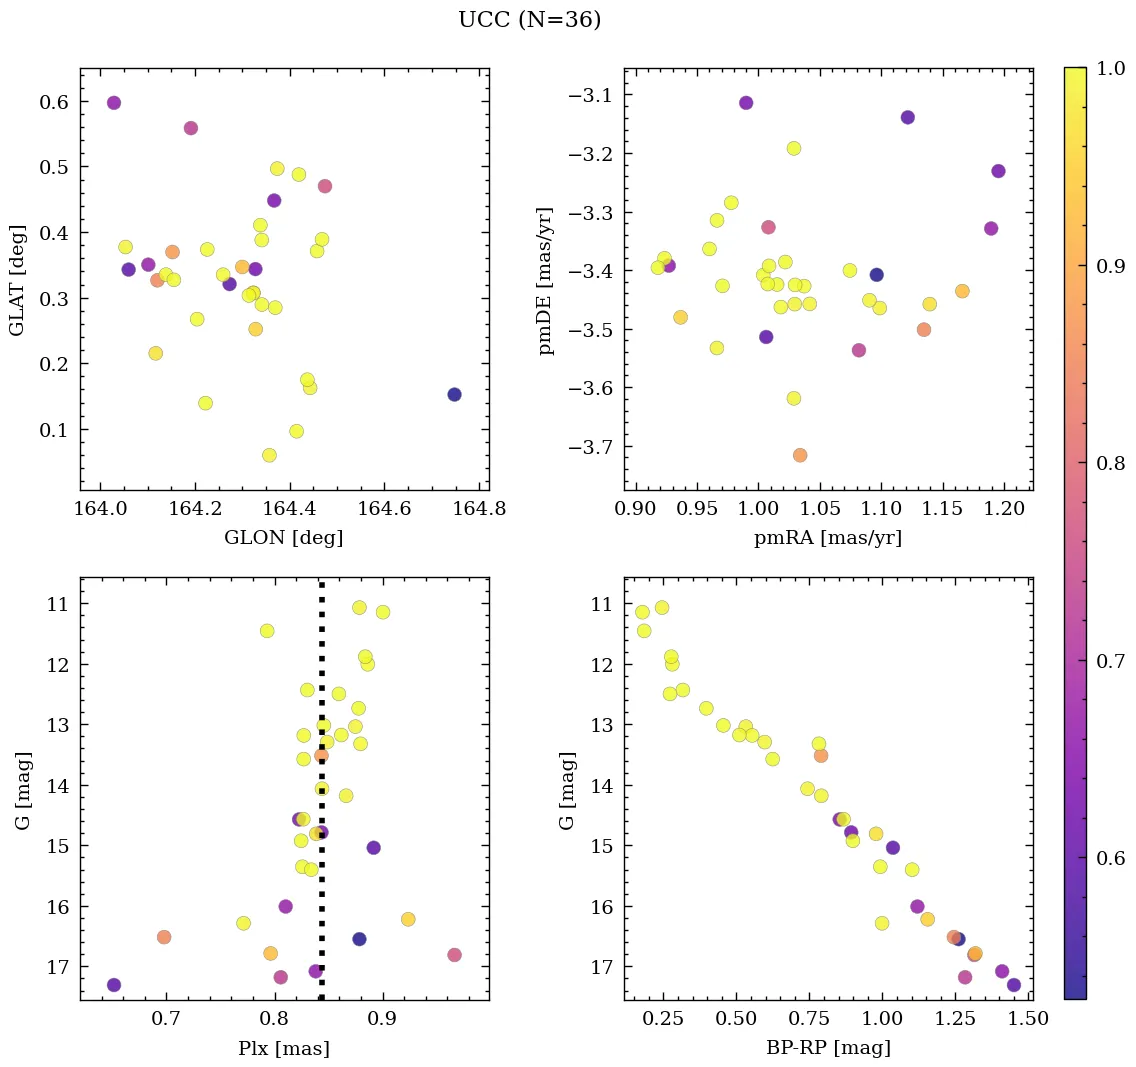 UCC (N=36)
0.6
0.5
0.4
0.3
0.2
0.1
GLAT [deg]
164.0 164.2 164.4 164.6 164.8
GLON [deg]
−3.1
−3.2
−3.3
−3.4
−3.5
−3.6
−3.7
pmDE [mas/yr]
0.90 0.95 1.00 1.05 1.10 1.15 1.20
pmRA [mas/yr]
11
12
13
14
15
16
17
G [mag]
0.7 0.8 0.9
Plx [mas]
11
12
13
14
15
16
17
G [mag]
0.25 0.50 0.75 1.00 1.25 1.50
BP-RP [mag]
1.0
0.9
0.8
0.7
0.6